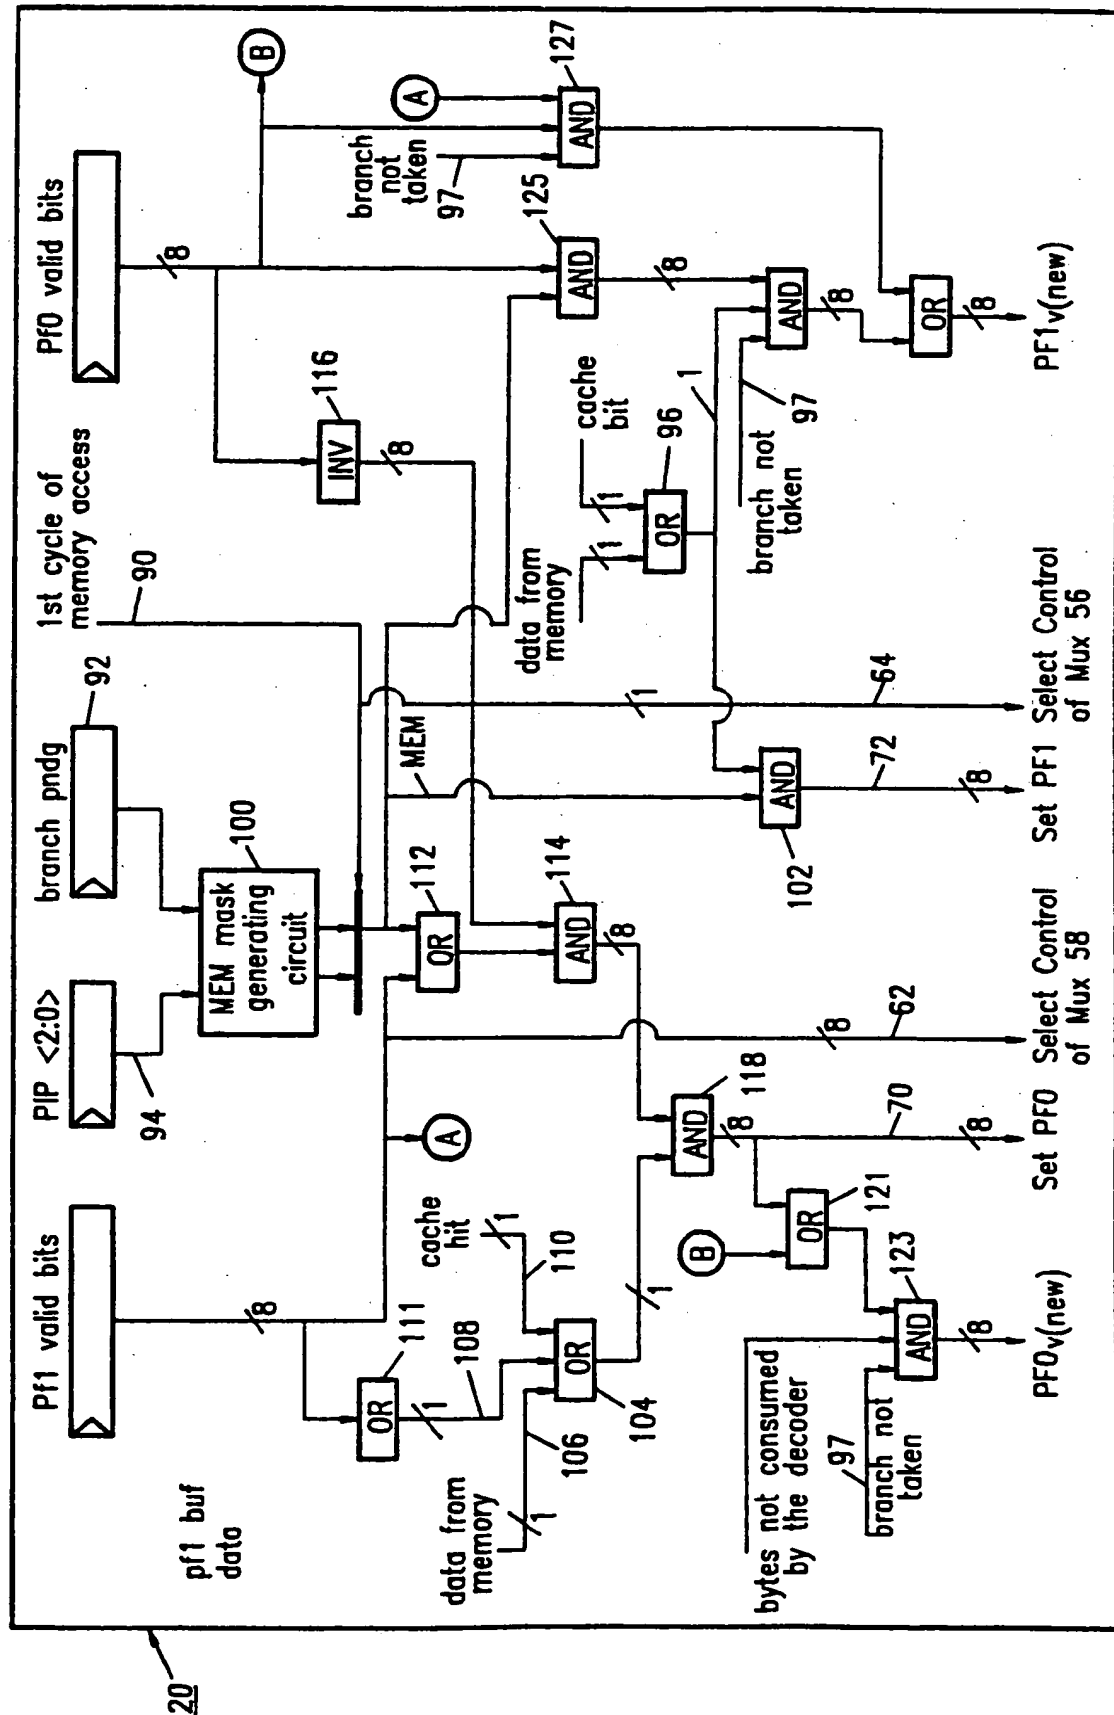 20
Pf1 valid bits
PIP <2:0>
branch pndg
92
1st cycle of
memory access
Pf0 valid bits
B
94
90
pf1 buf
data
8
MEM mask
generating
circuit
100
INV
116
8
8
branch
not
taken
97
A
AND
127
OR
111
1
108
A
OR
112
MEM
AND
125
8
cache
hit
1
110
data from
memory
1
106
OR
104
AND
114
8
data from
memory
1
cache
bit
1
OR
96
1
AND
8
branch not
taken
97
1
AND
118
8
8
62
AND
102
72
8
1
64
OR
8
B
OR
121
70
8
bytes not consumed
by the decoder
97
branch not
taken
AND
123
8
PF0v(new)
Set PF0
Select Control
of Mux 58
Set PF1
Select Control
of Mux 56
PF1v(new)